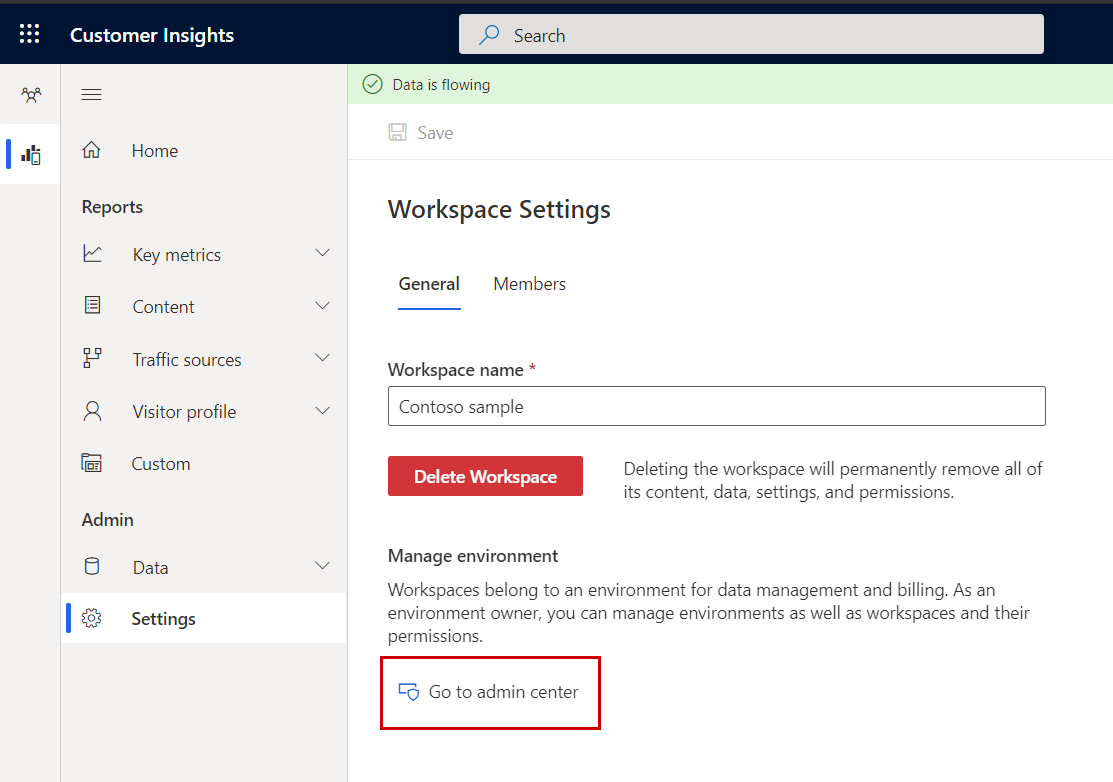 Customer Insights
Search
Data is flowing
Save
Home
Reports
Key metrics
Content
Traffic sources
Visitor profile
Custom
Admin
Data
Settings
Workspace Settings
General
Members
Workspace name *
Contoso sample
Delete Workspace
Deleting the workspace will permanently remove all of
its content, data, settings, and permissions.
Manage environment
Workspaces belong to an environment for data management and billing. As an
environment owner, you can manage environments as well as workspaces and their
permissions.
Go to admin center